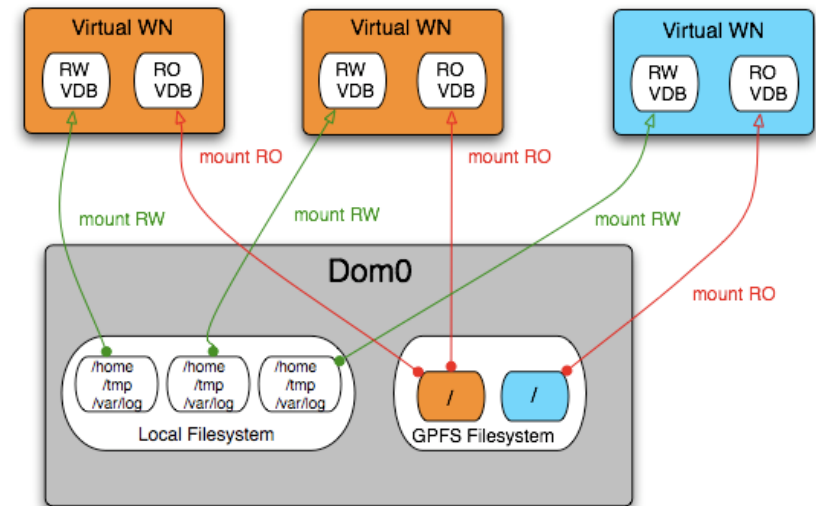 Virtual WN
RW
VDB
RO
VDB
Virtual WN
RW
VDB
RO
VDB
Virtual WN
RW
VDB
RO
VDB
mount RO
mount RO
mount RW
mount RW
mount RW
mount RO
Dom0
/home
/tmp
/var/log
/home
/tmp
/var/log
/home
/tmp
/var/log
Local Filesystem
/
/
GPFS Filesystem